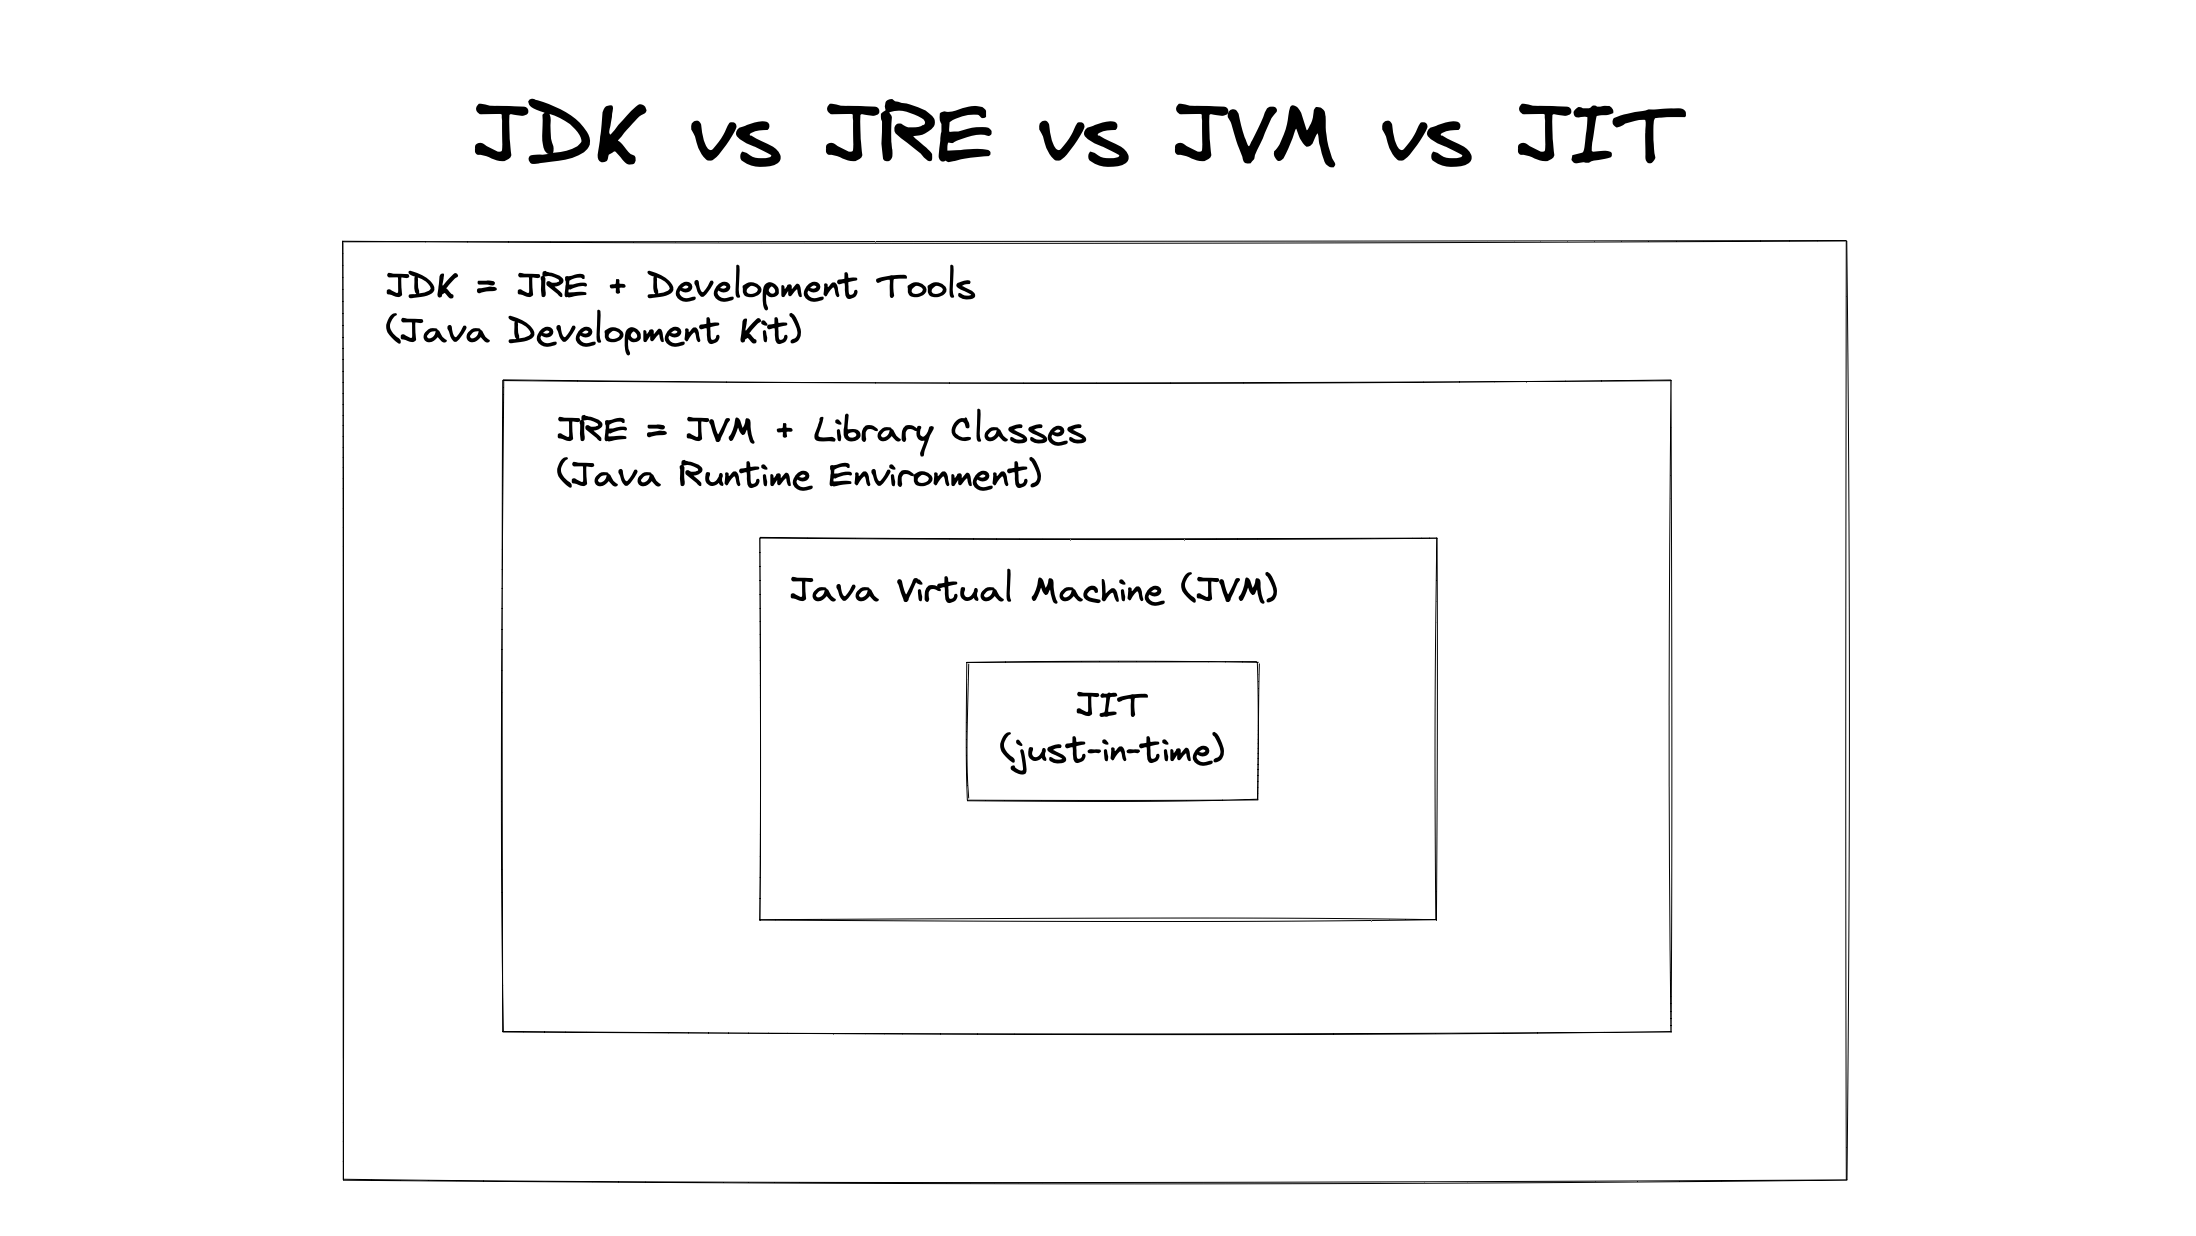 JDK vs JRE vs JVM vs JIT
JDK = JRE + Development Tools
(Java Development Kit)
JRE = JVM + Library Classes
(Java Runtime Environment)
Java Virtual Machine (JVM)
JIT
(just-in-time)